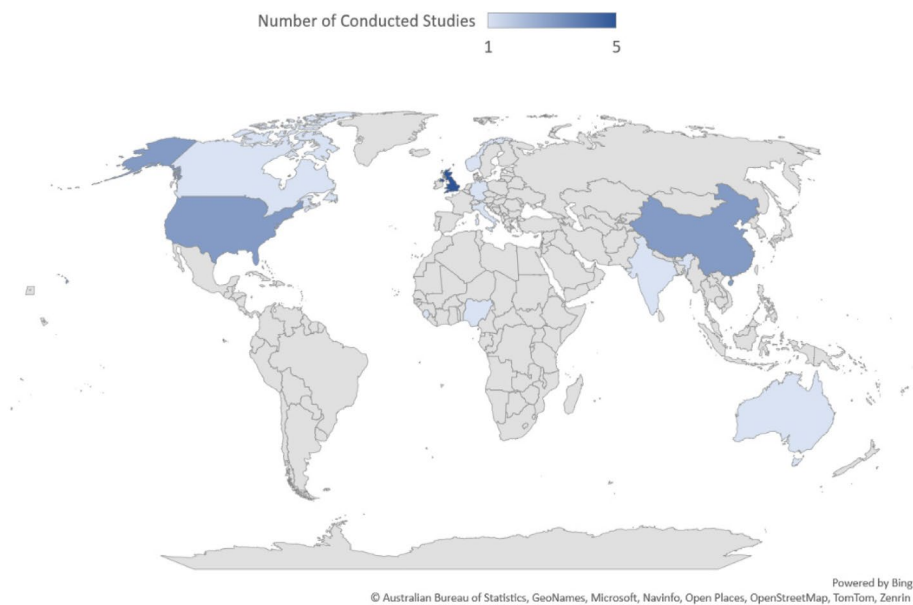 Number of Conducted Studies
1 5
Powered by Bing
© Australian Bureau of Statistics, GeoNames, Microsoft, Navinfo, Open Places, OpenStreetMap, TomTom, Zenrin